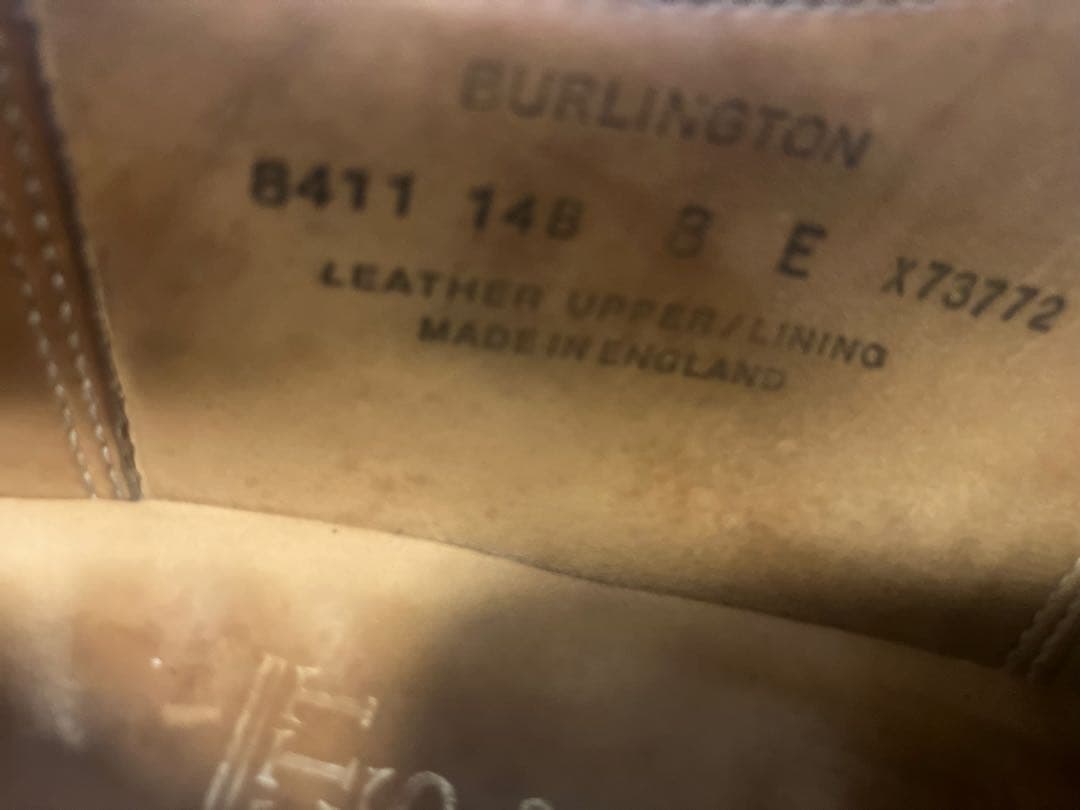 BURLINGTON
8411 148 8 E X73772
LEATHER UPPER/LINING
MADE IN ENGLAND